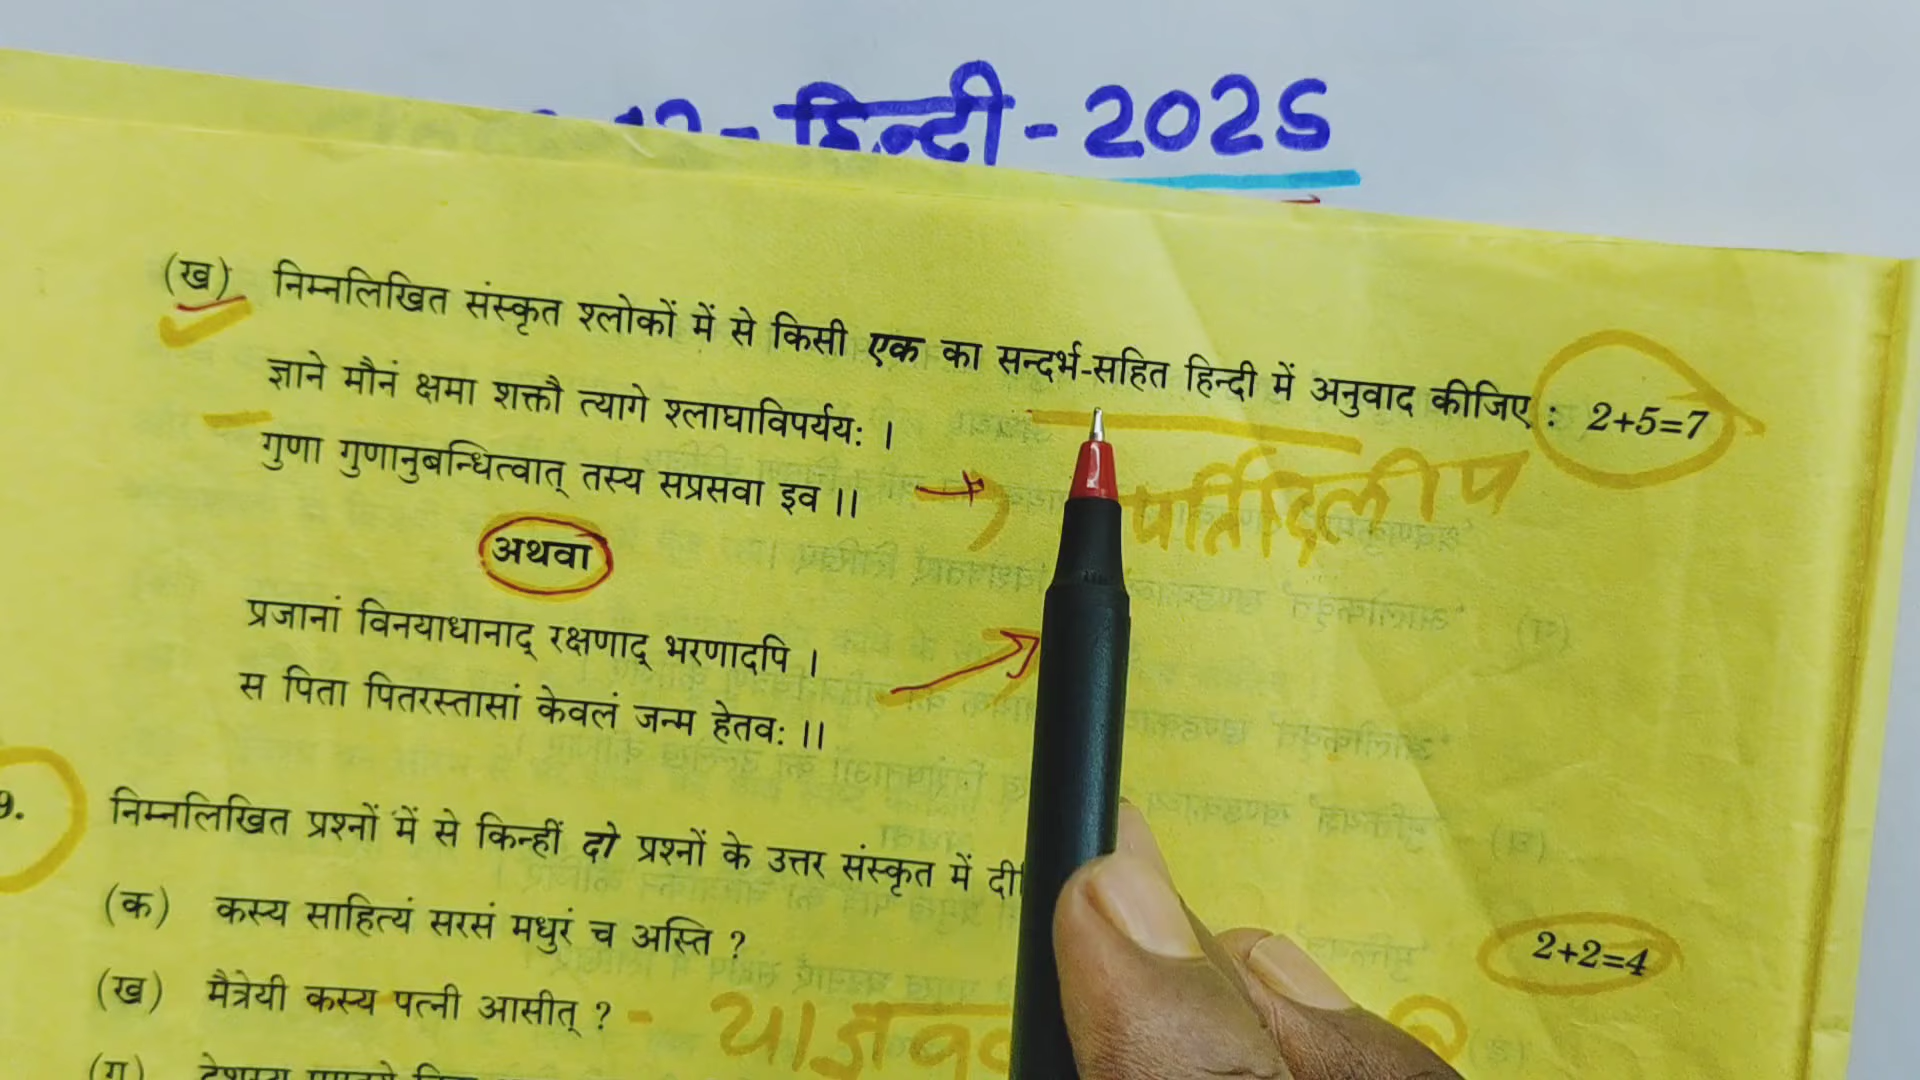 हिन्दी - 2025
(ख) निम्नलिखित संस्कृत श्लोकों में से किसी एक का सन्दर्भ-सहित हिन्दी में अनुवाद कीजिए : 2+5=7
ज्ञाने मौनं क्षमा शक्तौ त्यागे श्लाघाविपर्ययः ।
गुणा गुणानुबन्धित्वात् तस्य सप्रसवा इव ।।
अथवा
प्रजानां विनयाधानाद् रक्षणाद् भरणादपि ।
स पिता पितरस्तासां केवलं जन्म हेतवः ।।
9. निम्नलिखित प्रश्नों में से किन्हीं दो प्रश्नों के उत्तर संस्कृत में
2+2=4
(क) कस्य साहित्यं सरसं मधुरं च अस्ति ?
(ख) मैत्रेयी कस्य पत्नी आसीत् ? -
(ग)